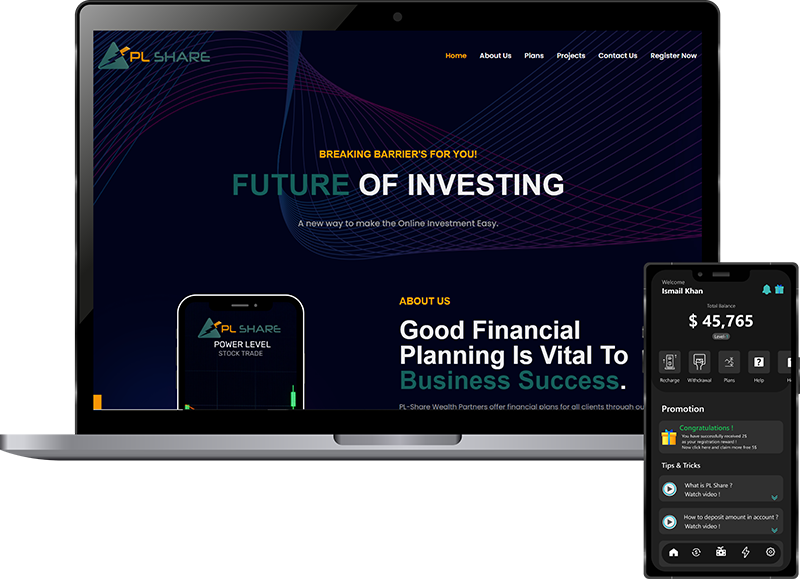 PL SHARE
Home About Us Plans Projects Contact Us Register Now
BREAKING BARRIER'S FOR YOU!
FUTURE OF INVESTING
A new way to make the Online Investment Easy.
PL SHARE
POWER LEVEL
STOCK TRADE
ABOUT US
Good Financial
Planning Is Vital To
Business Success.
PL-Share Wealth Partners offer financial plans for all clients through ou
Welcome
Ismail Khan
Total Balance
$ 45,765
Level
Recharge Withdrawal Plans Help
Promotion
Congratulations !
You have successfully received 2$
as your registration reward !
Now click here and claim more free 5$
Tips & Tricks
What is PL Share ?
Watch video !
How to deposit amount in account ?
Watch video !